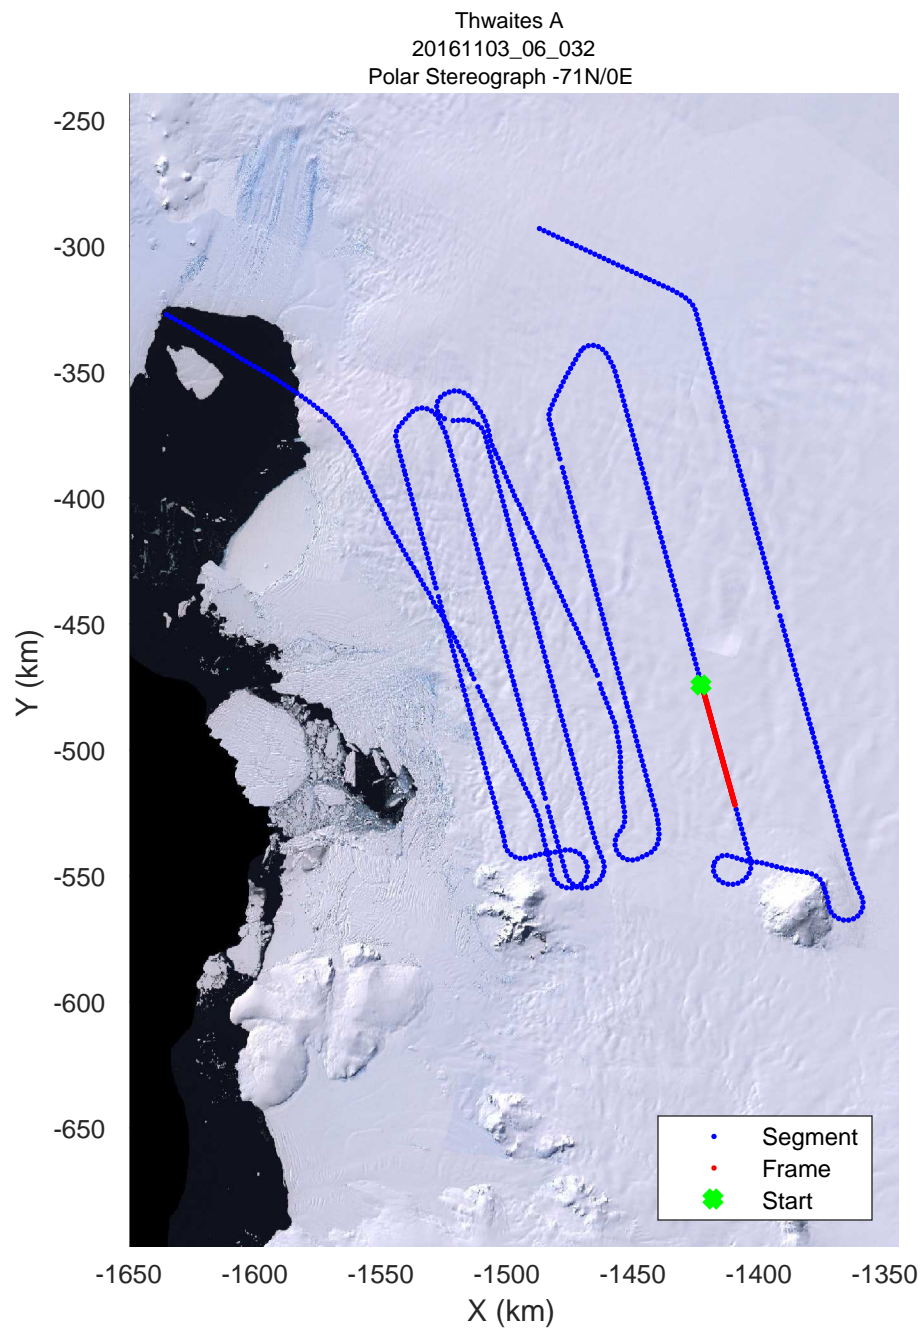 Thwaites A
20161103_06_032
Polar Stereograph -71N/0E
-250
-300
-350
-400
-450
-500
-550
-600
-650
Y (km)
Segment
Frame
Start
-1650 -1600 -1550 -1500 -1450 -1400 -1350
X (km)